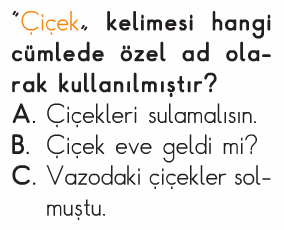 "Çiçek„ kelimesi hangi
cümlede özel ad ola-
rak kullanılmıştır?
A. Çiçekleri sulamalısın.
B. Çiçek eve geldi mi?
C. Vazodaki çiçekler sol-
muştu.